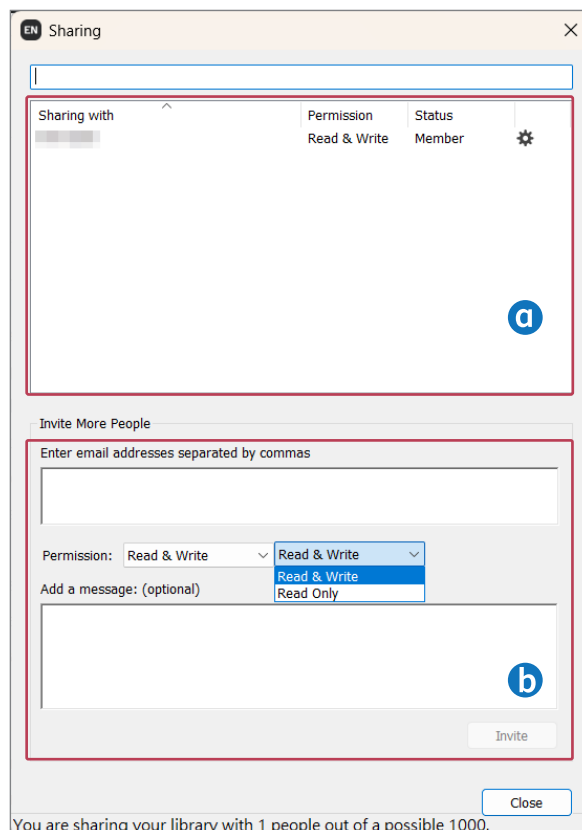 EN Sharing
Sharing with Permission Status
Read & Write Member
a
Invite More People
Enter email addresses separated by commas
Permission: Read & Write Read & Write
Read & Write
Add a message: (optional) Read Only
b
Invite
Close
You are sharing your library with 1 people out of a possible 1000.